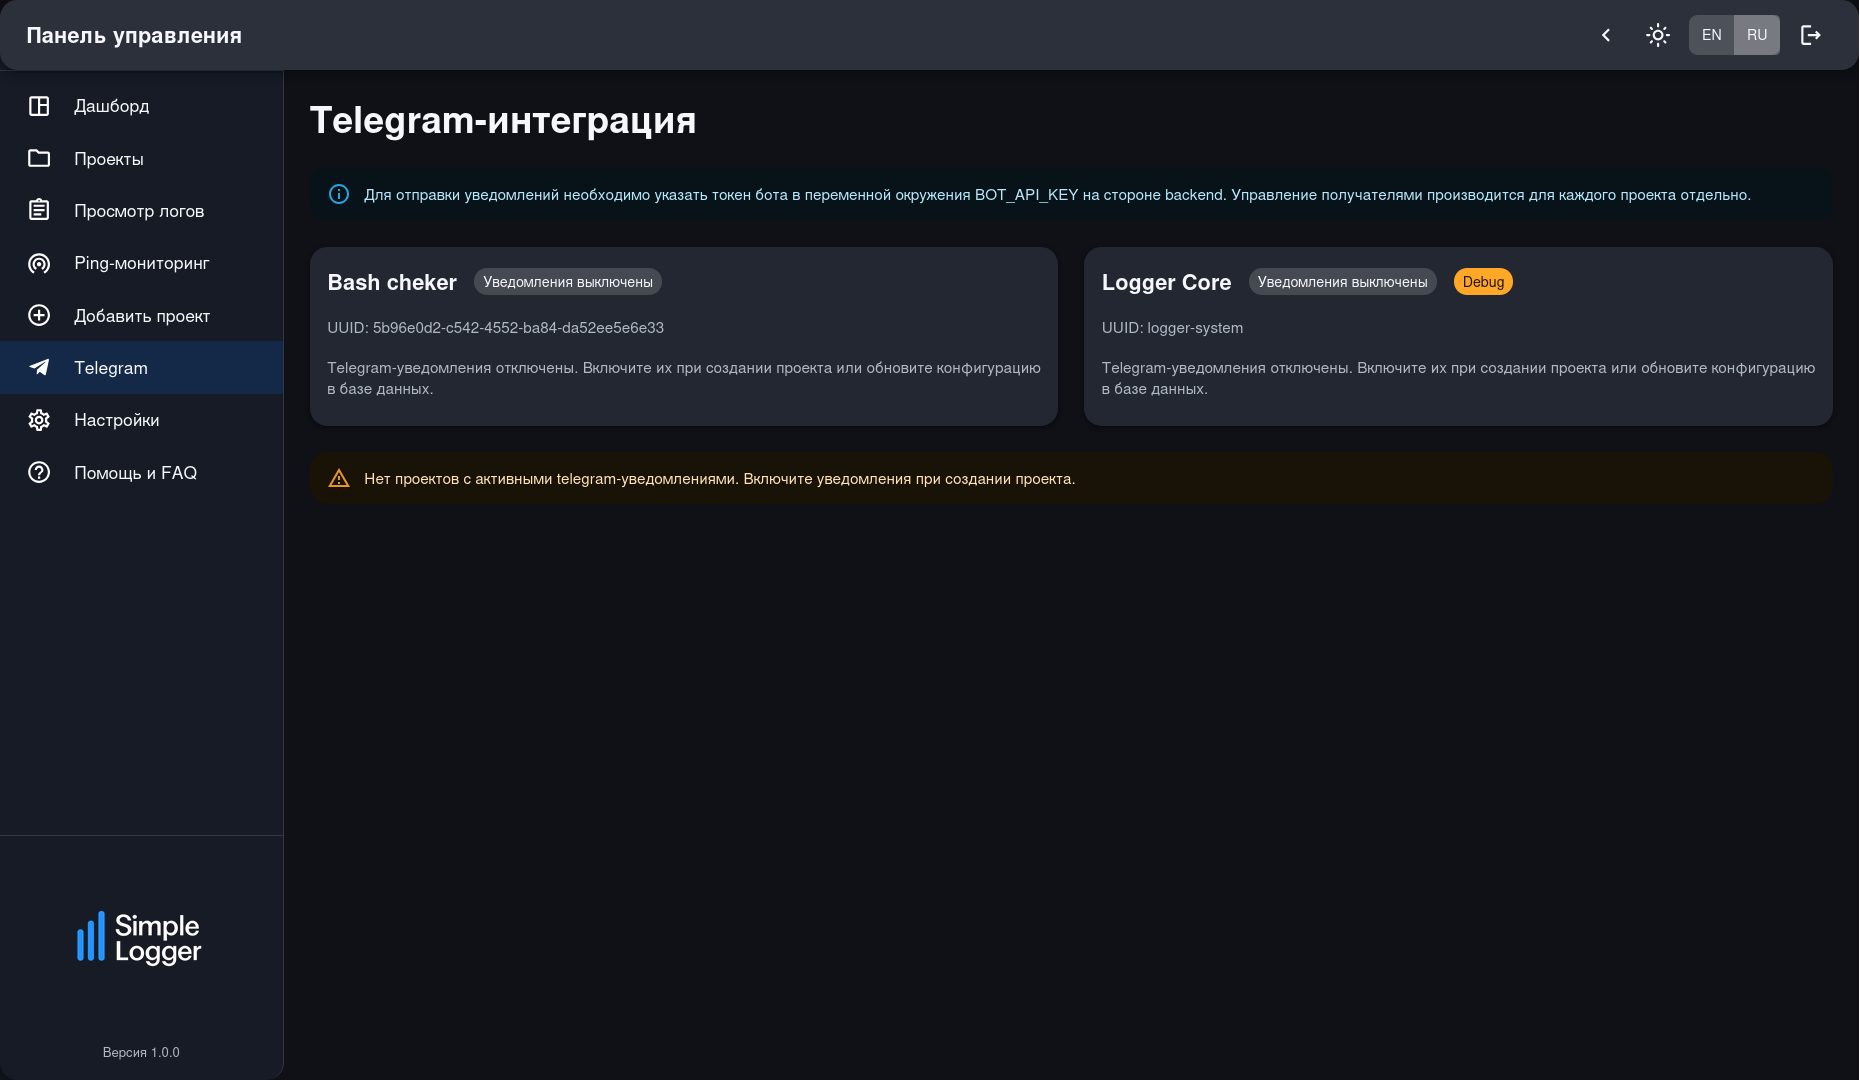 Панель управления
EN RU
Дашборд
Проекты
Просмотр логов
Ping-мониторинг
Добавить проект
Telegram
Настройки
Помощь и FAQ
Simple
Logger
Версия 1.0.0
Telegram-интеграция
Для отправки уведомлений необходимо указать токен бота в переменной окружения BOT_API_KEY на стороне backend. Управление получателями производится для каждого проекта отдельно.
Bash cheker Уведомления выключены
UUID: 5b96e0d2-c542-4552-ba84-da52ee5e6e33
Telegram-уведомления отключены. Включите их при создании проекта или обновите конфигурацию
в базе данных.
Logger Core Уведомления выключены Debug
UUID: logger-system
Telegram-уведомления отключены. Включите их при создании проекта или обновите конфигурацию
в базе данных.
Нет проектов с активными telegram-уведомлениями. Включите уведомления при создании проекта.